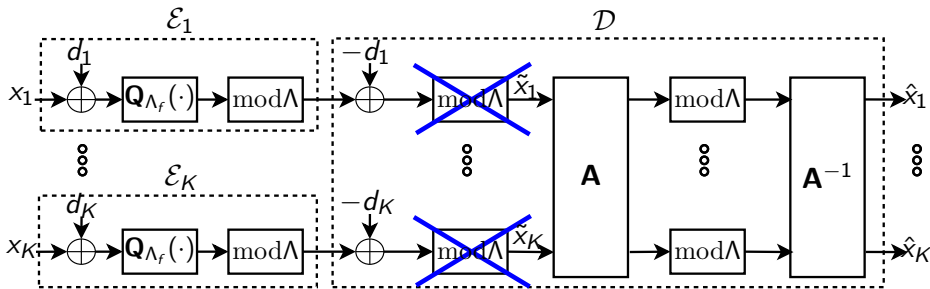 ℰ₁ 𝒟
x₁ d₁ 𝐐_{Λ_f}(·) modΛ −d₁ modΛ x̃₁ modΛ x̂₁
𝐀 𝐀⁻¹
ℰ_K
x_K d_K 𝐐_{Λ_f}(·) modΛ −d_K modΛ x̃_K modΛ x̂_K